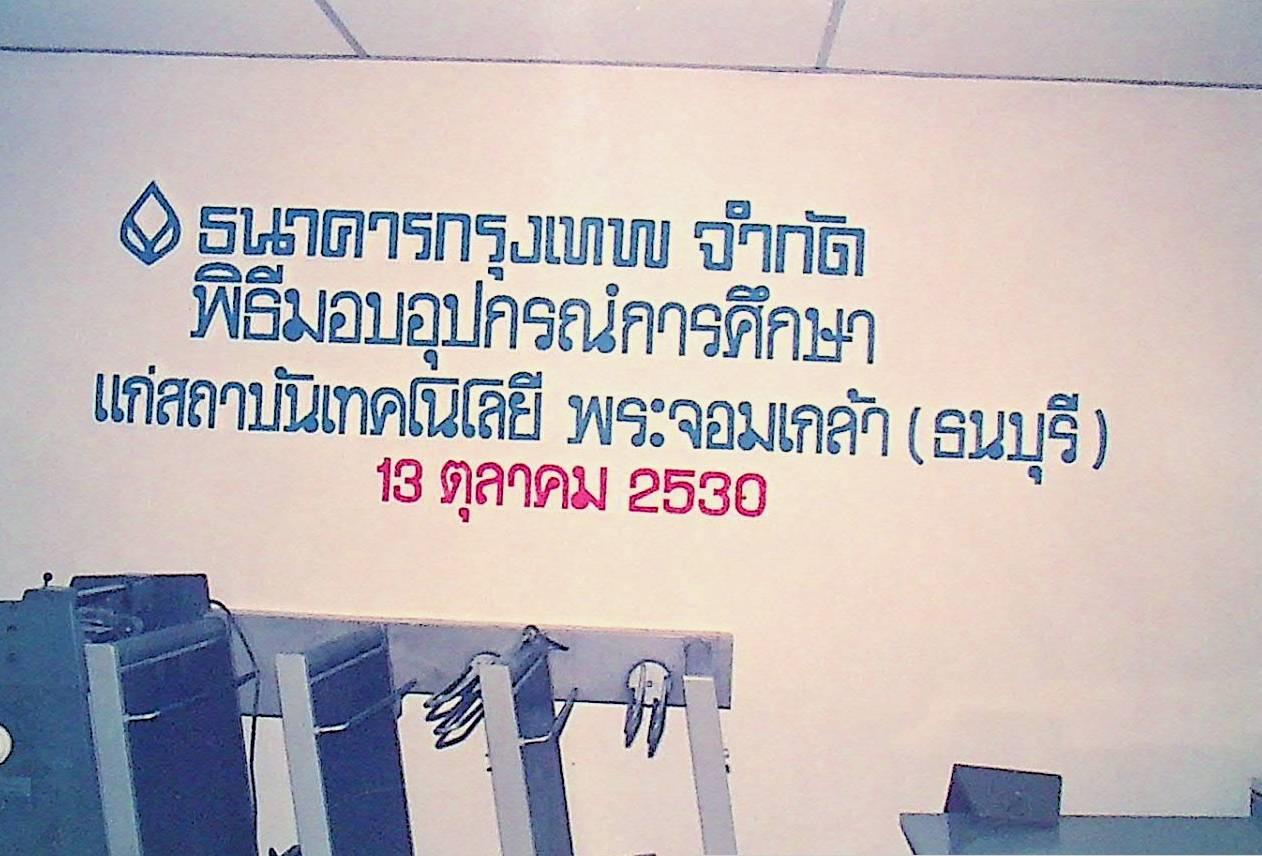 ธนาคารกรุงเทพ จำกัด
พิธีมอบอุปกรณ์การศึกษา
แก่สถาบันเทคโนโลยี พระจอมเกล้า (ธนบุรี)
13 ตุลาคม 2530